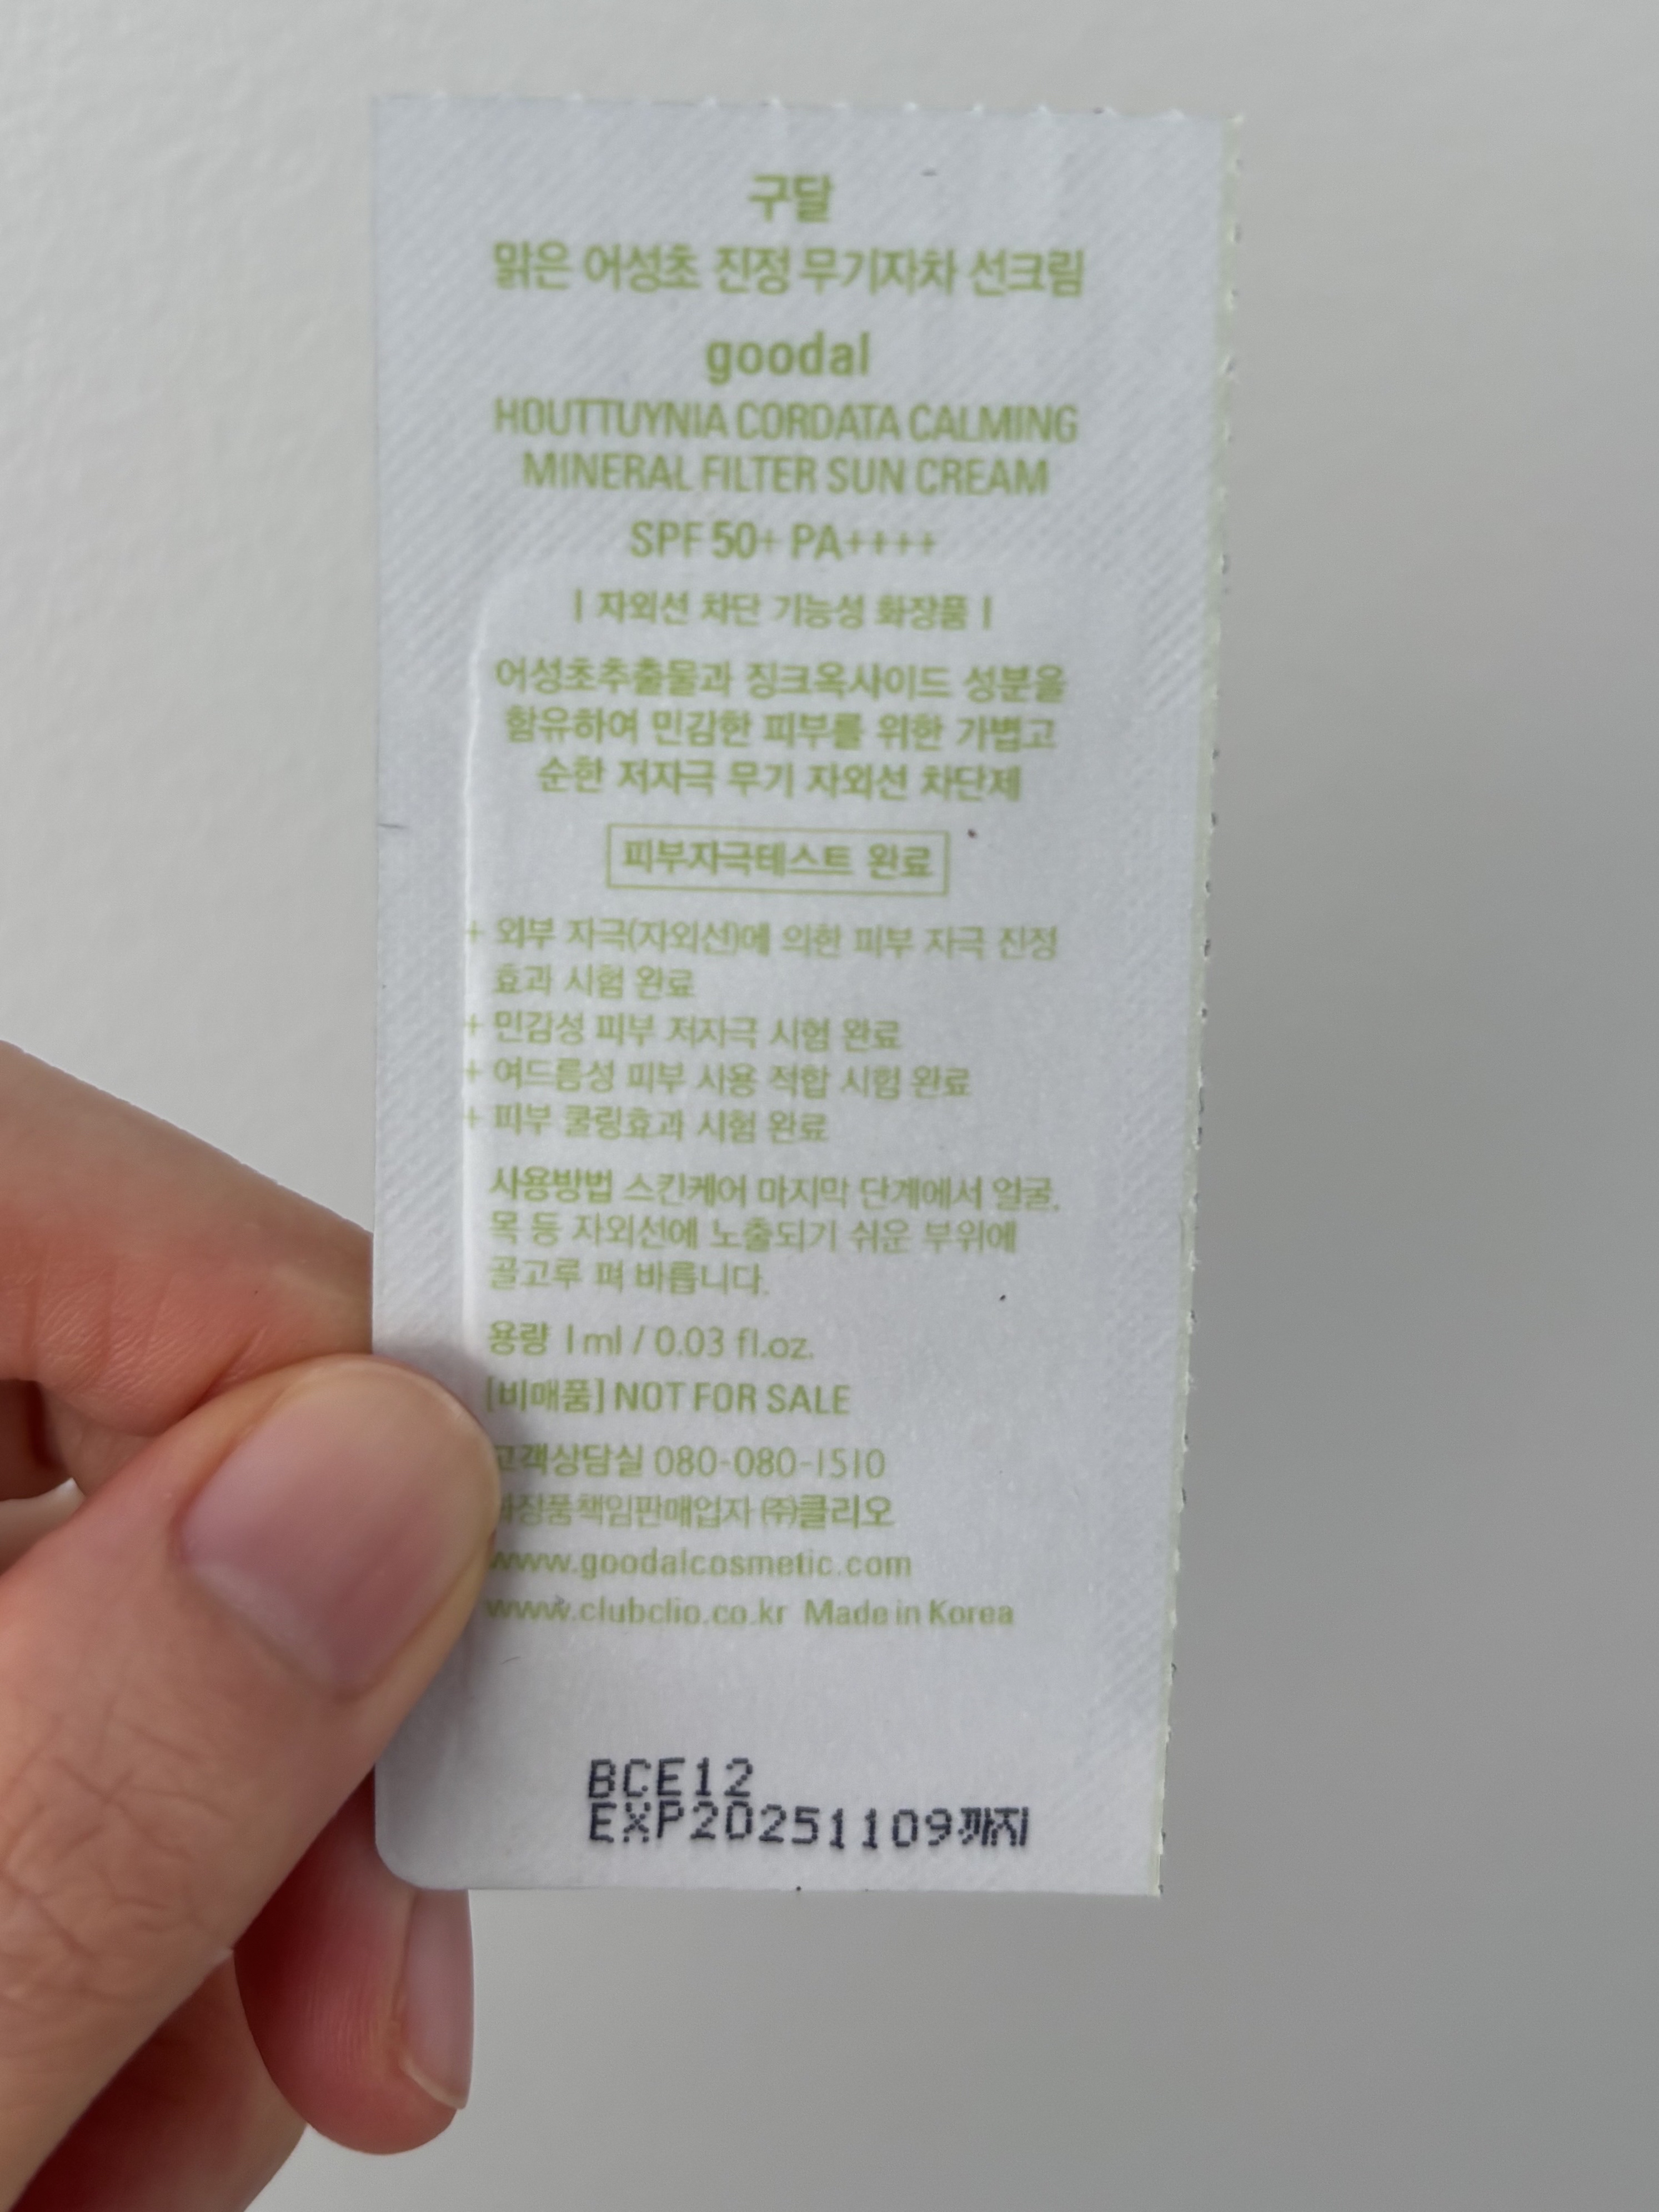 구달
맑은 어성초 진정 무기자차 선크림
goodal
HOUTTUYNIA CORDATA CALMING
MINERAL FILTER SUN CREAM
SPF 50+ PA++++
| 자외선 차단 기능성 화장품 |
어성초추출물과 징크옥사이드 성분을
함유하여 민감한 피부를 위한 가볍고
순한 저자극 무기 자외선 차단제
피부자극테스트 완료
+ 외부 자극(자외선)에 의한 피부 자극 진정
효과 시험 완료
+ 민감성 피부 저자극 시험 완료
+ 여드름성 피부 사용 적합 시험 완료
+ 피부 쿨링효과 시험 완료
사용방법 스킨케어 마지막 단계에서 얼굴,
목 등 자외선에 노출되기 쉬운 부위에
골고루 펴 바릅니다.
용량 1ml / 0.03 fl.oz.
[비매품] NOT FOR SALE
고객상담실 080-080-1510
화장품책임판매업자 ㈜클리오
www.goodalcosmetic.com
www.clubclio.co.kr Made in Korea
BCE12
EXP20251109까지